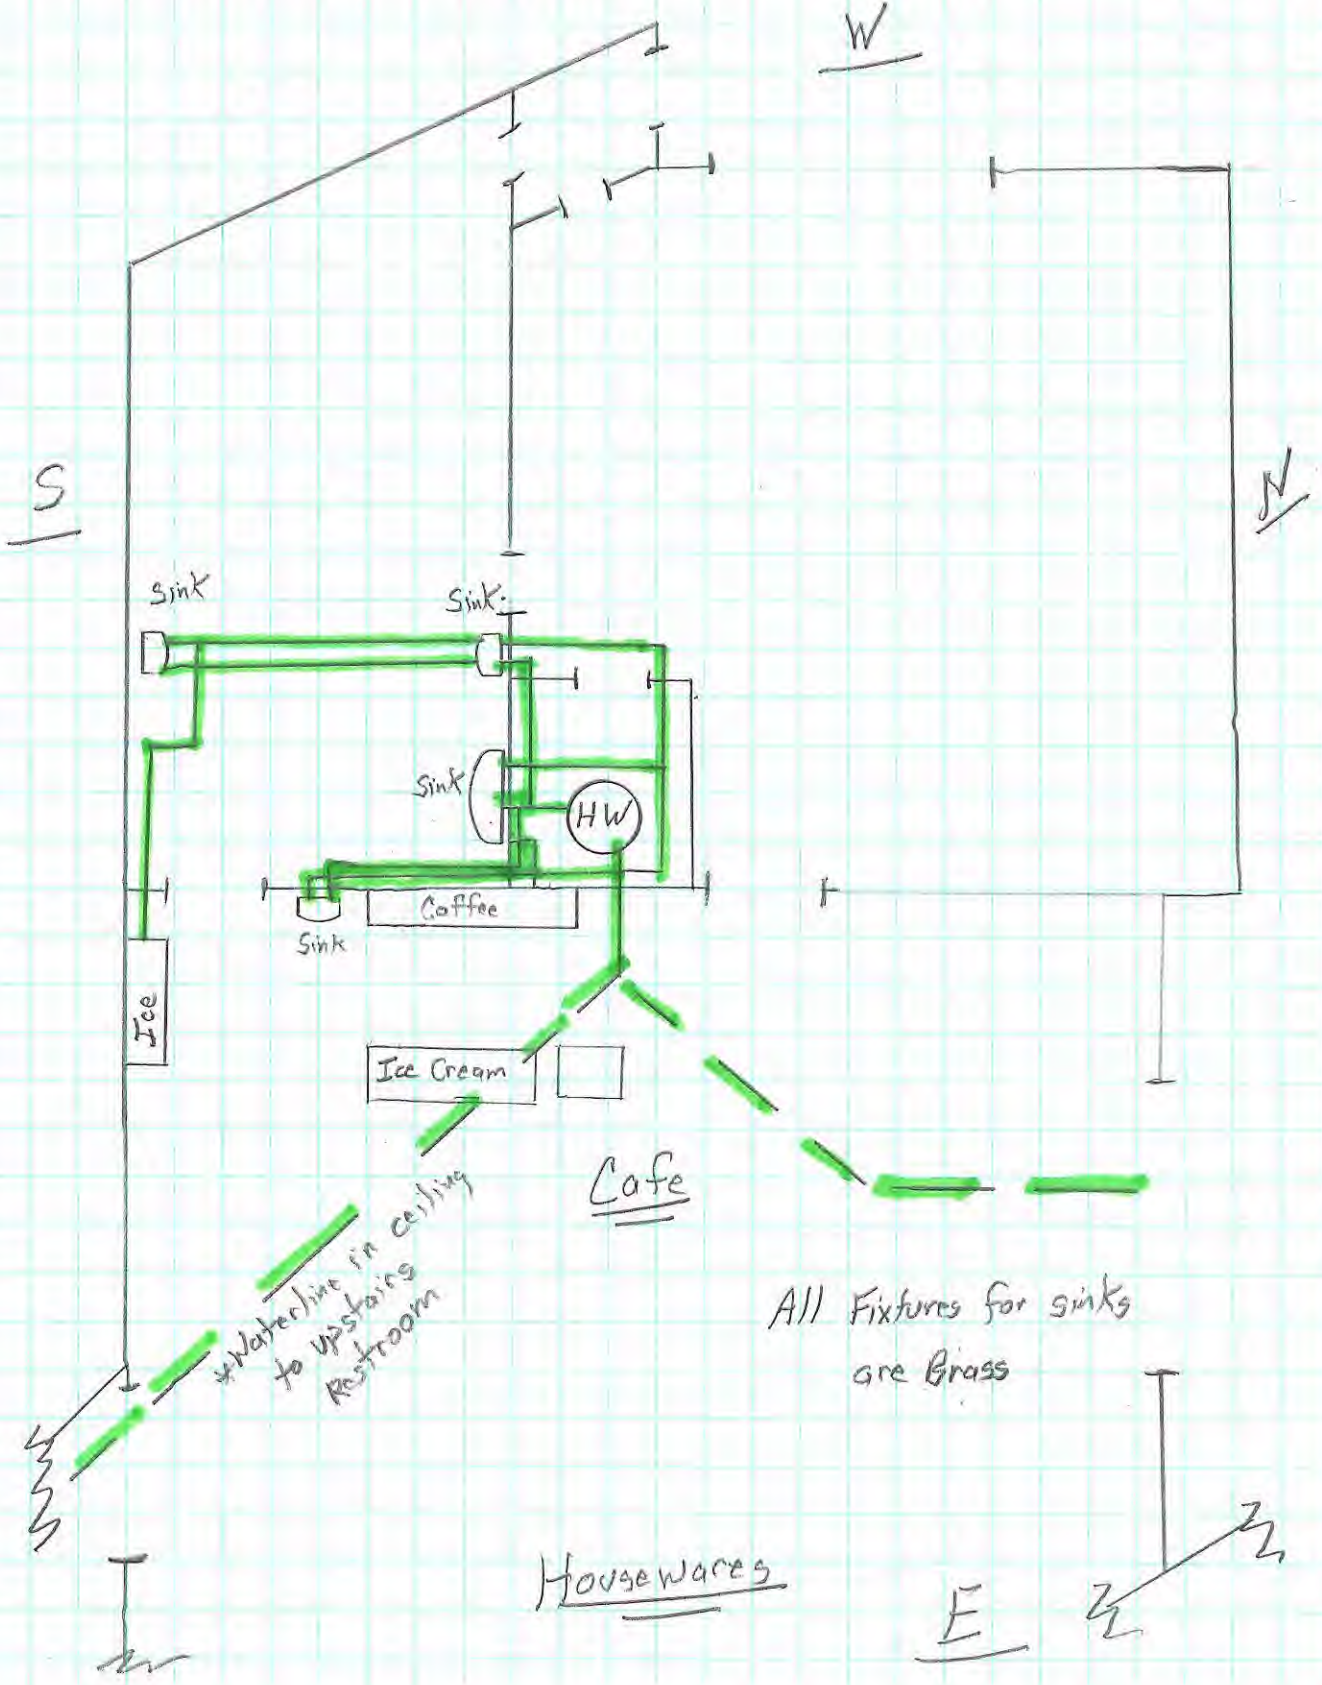 W
S
N
Sink
Sink
Sink
HW
Coffee
Sink
Ice
Ice Cream
Cafe
*Waterline in ceiling
to upstairs
Restroom
All Fixtures for sinks
are Brass
Housewares
E